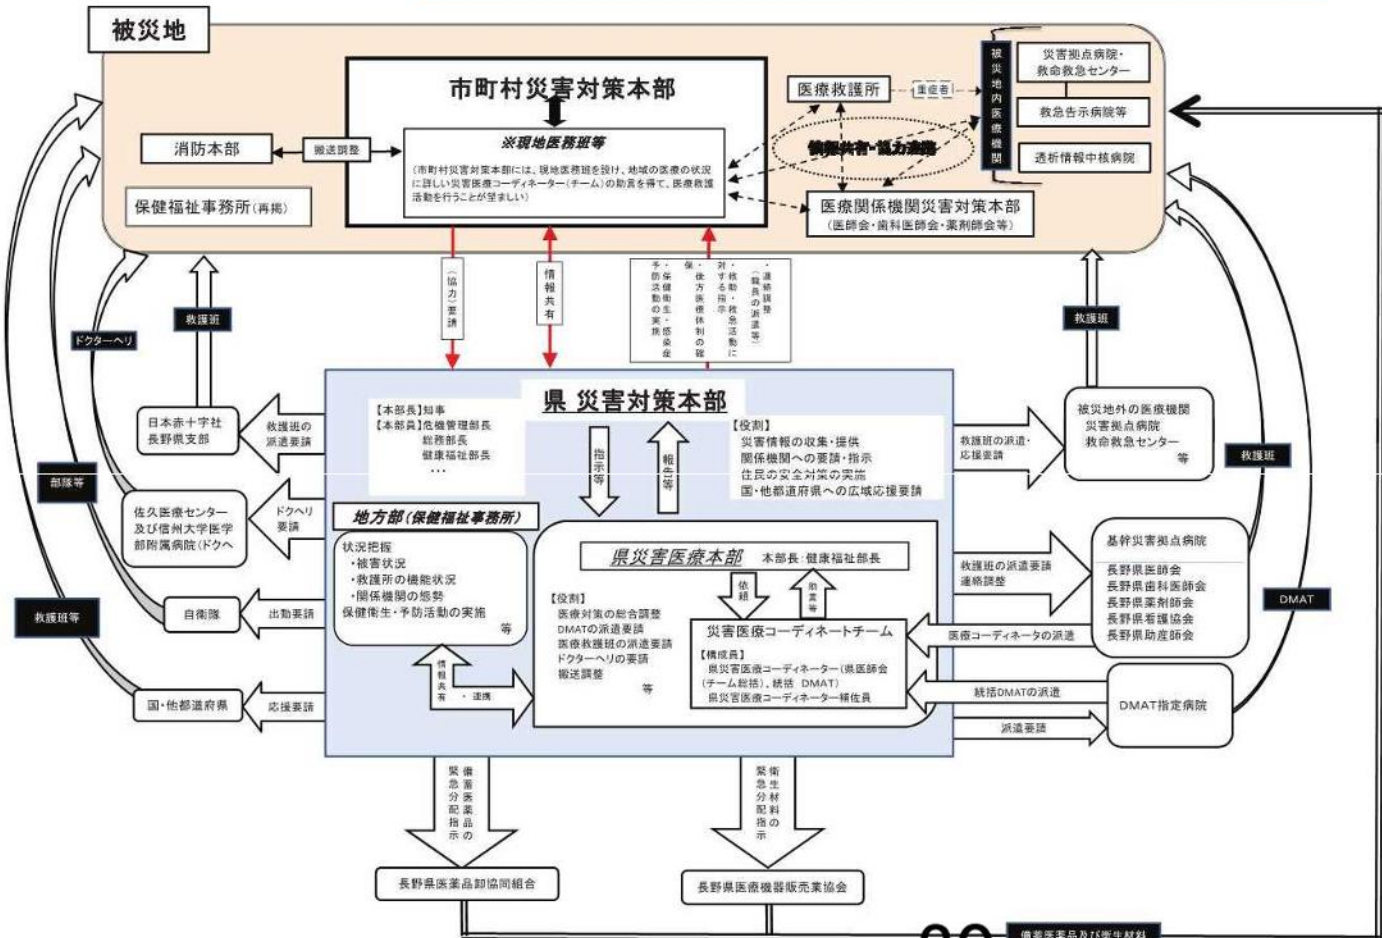 被災地
市町村災害対策本部
※現地医務班等
(市町村災害対策本部には、現地医務班を設け、地域の医療の状況
に詳しい災害医療コーディネーター(チーム)の助言を得て、医療救護
活動を行うことが望ましい)
消防本部
搬送調整
保健福祉事務所(再掲)
医療救護所
重症者
情報共有・協力連携
被災地内医療機関
災害拠点病院・
救命救急センター
救急告示病院等
透析情報中核病院
医療関係機関災害対策本部
(医師会・歯科医師会・薬剤師会等)
(協力)要請
情報共有
・連絡調整
(職員の派遣等)
・救助・救急活動に
対する指示
・後方医療体制の確
保
・保健衛生・感染症
予防活動の実施
救護班
ドクターヘリ
部隊等
救護班等
救護班
救護班
DMAT
県 災害対策本部
【本部長】知事
【本部員】危機管理部長
総務部長
健康福祉部長
…
指示等
報告等
【役割】
災害情報の収集・提供
関係機関への要請・指示
住民の安全対策の実施
国・他都道府県への広域応援要請
地方部(保健福祉事務所)
状況把握
・被害状況
・救護所の機能状況
・関係機関の態勢
保健衛生・予防活動の実施
等
情報共有
・連携
県災害医療本部 本部長:健康福祉部長
依頼
助言等
【役割】
医療対策の総合調整
DMATの派遣要請
医療救護班の派遣要請
ドクターヘリの要請
搬送調整
等
災害医療コーディネートチーム
【構成員】
県災害医療コーディネーター(県医師会
(チーム総括)、統括 DMAT)
県災害医療コーディネーター補佐員
日本赤十字社
長野県支部
救護班の
派遣要請
佐久医療センター
及び信州大学医学
部附属病院(ドクヘ
ドクヘリ
要請
自衛隊
出動要請
国・他都道府県
応援要請
救護班の派遣・
応援要請
被災地外の医療機関
災害拠点病院
救命救急センター
等
救護班の派遣要請
連絡調整
基幹災害拠点病院
長野県医師会
長野県歯科医師会
長野県薬剤師会
長野県看護協会
長野県助産師会
医療コーディネータの派遣
統括DMATの派遣
派遣要請
DMAT指定病院
備蓄医薬品の
緊急分配指示
衛生材料の
緊急分配指示
長野県医薬品卸協同組合
長野県医療機器販売業協会
備蓄医薬品及び衛生材料